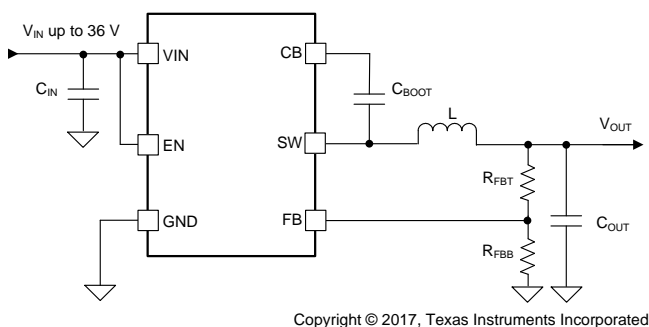 VIN up to 36 V
VIN
CB
CIN
CBOOT
L
VOUT
EN
SW
RFBT
GND
FB
COUT
RFBB
Copyright © 2017, Texas Instruments Incorporated